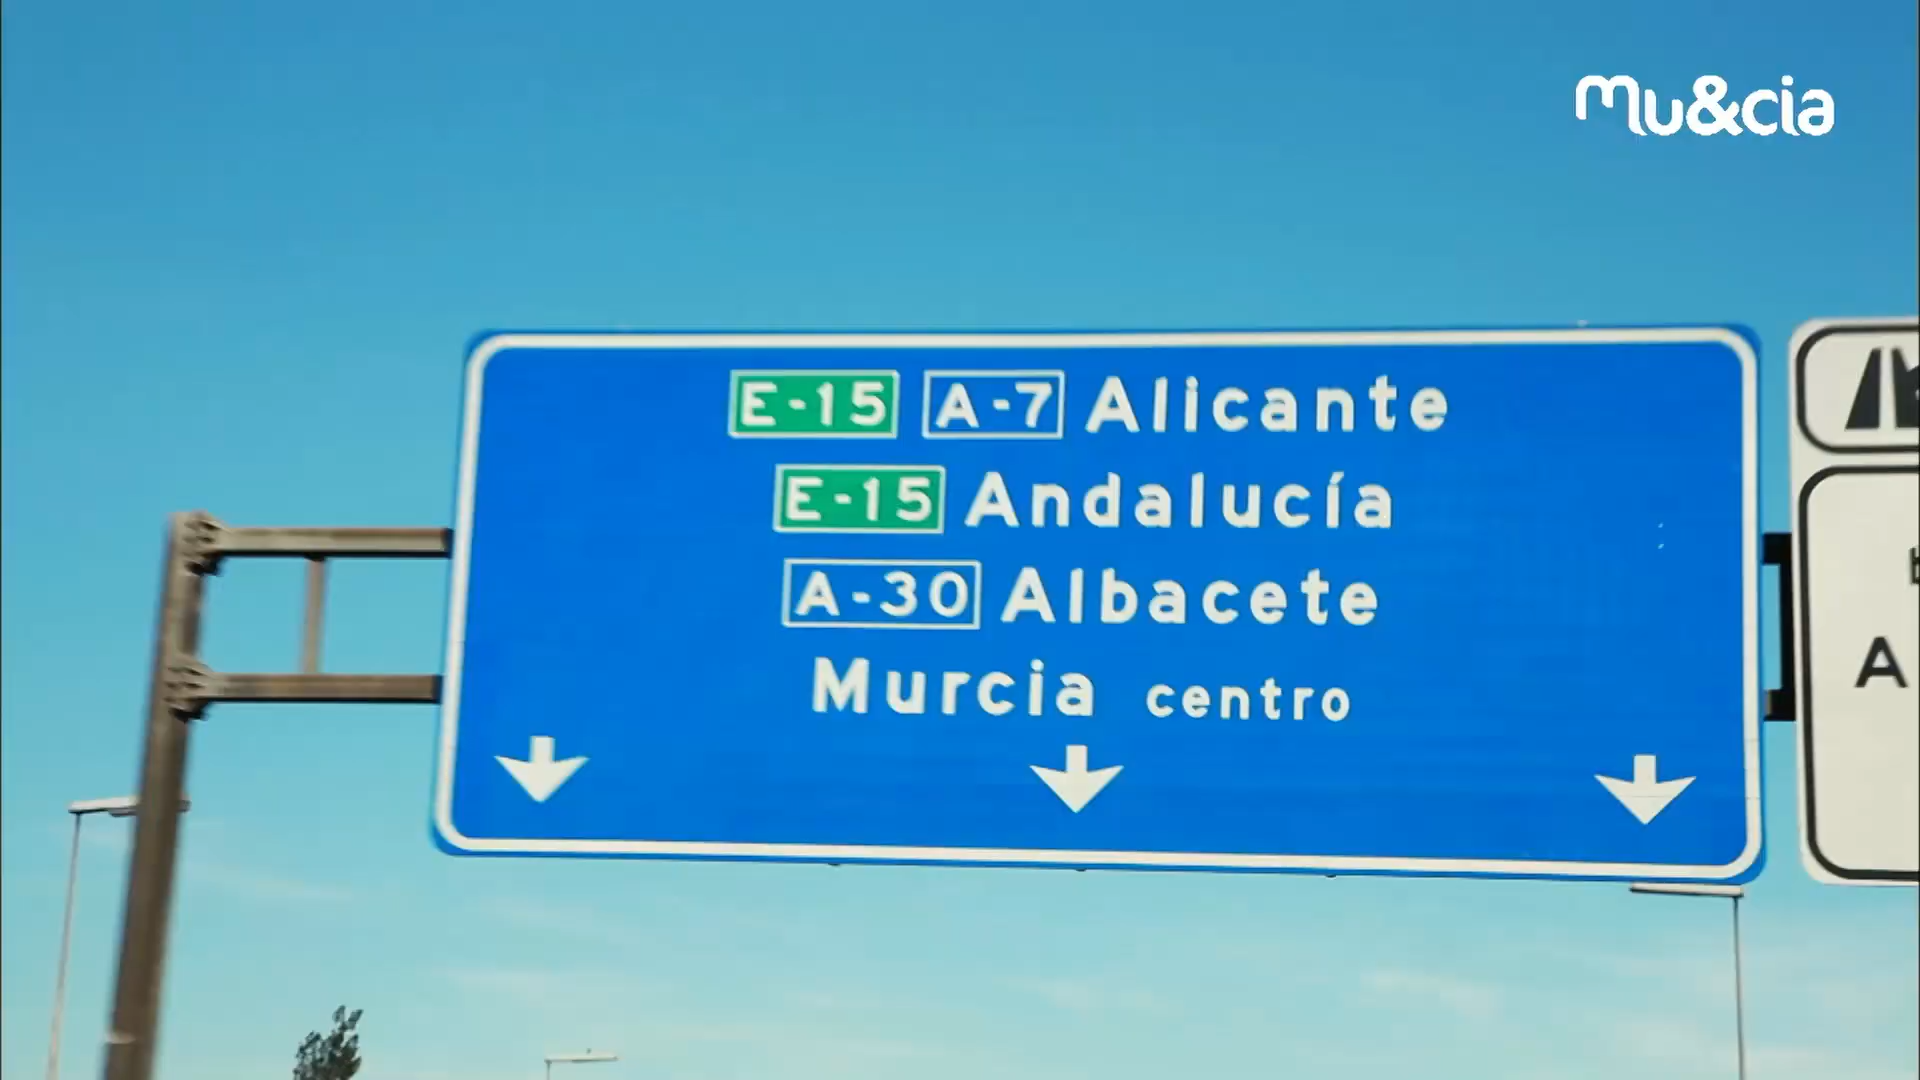 mu&cia
E-15 A-7 Alicante
E-15 Andalucía
A-30 Albacete
Murcia centro
A